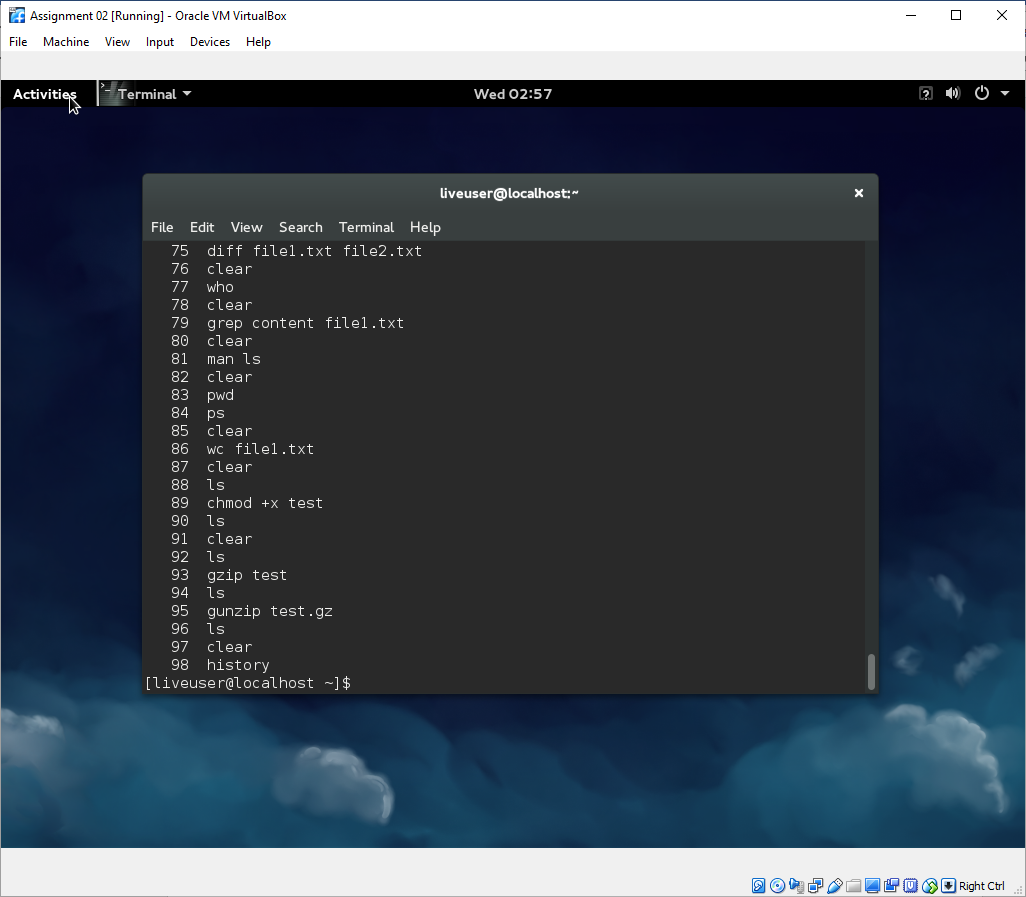 Assignment 02 [Running] - Oracle VM VirtualBox
File Machine View Input Devices Help
Activities >_ Terminal Wed 02:57 ?
liveuser@localhost:~ ×
File Edit View Search Terminal Help
75 diff file1.txt file2.txt
76 clear
77 who
78 clear
79 grep content file1.txt
80 clear
81 man ls
82 clear
83 pwd
84 ps
85 clear
86 wc file1.txt
87 clear
88 ls
89 chmod +x test
90 ls
91 clear
92 ls
93 gzip test
94 ls
95 gunzip test.gz
96 ls
97 clear
98 history
[liveuser@localhost ~]$
Right Ctrl